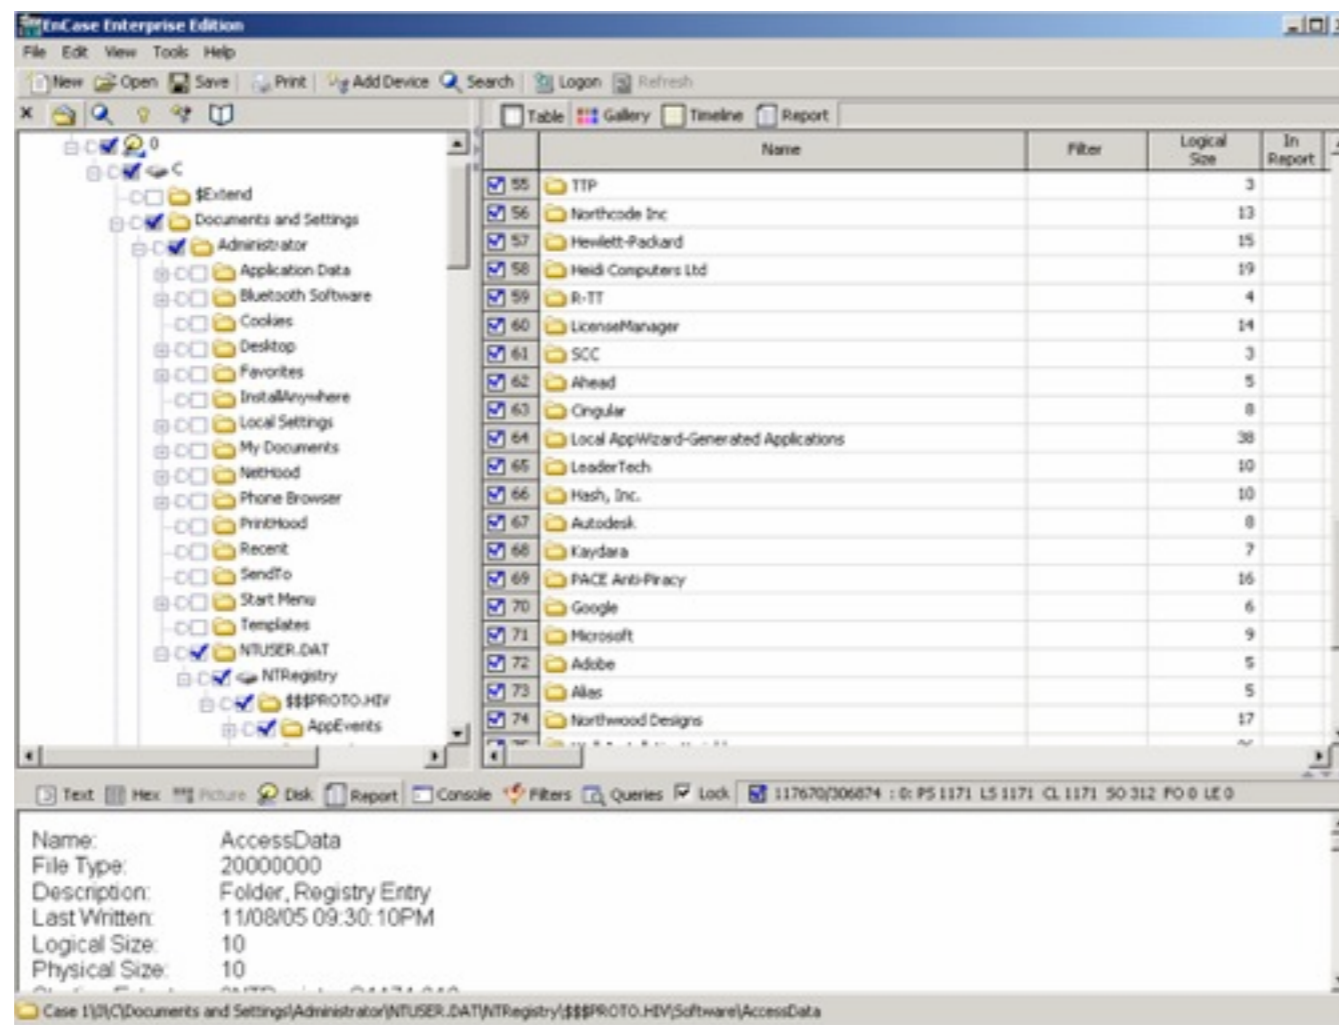 EnCase Enterprise Edition
File Edit View Tools Help
New Open Save Print Add Device Search Logon Refresh
Table Gallery Timeline Report
0
C
$Extend
Documents and Settings
Administrator
Application Data
Bluetooth Software
Cookies
Desktop
Favorites
InstallAnywhere
Local Settings
My Documents
NetHood
Phone Browser
PrintHood
Recent
SendTo
Start Menu
Templates
NTUSER.DAT
NTRegistry
$$$PROTO.HIV
AppEvents
Name Filter Logical Size In Report
55 TTP 3
56 Northcode Inc 13
57 Hewlett-Packard 15
58 Heidi Computers Ltd 19
59 R-TT 4
60 LicenseManager 14
61 SCC 3
62 Ahead 5
63 Cingular 8
64 Local AppWizard-Generated Applications 38
65 LeaderTech 10
66 Hash, Inc. 10
67 Autodesk 8
68 Kaydara 7
69 PACE Anti-Piracy 16
70 Google 6
71 Microsoft 9
72 Adobe 5
73 Alias 5
74 Northwood Designs 17
Text Hex Picture Disk Report Console Filters Queries Lock 117670/306874 : 0: PS 1171 LS 1171 CL 1171 SO 312 FO 0 LE 0
Name: AccessData
File Type: 20000000
Description: Folder, Registry Entry
Last Written: 11/08/05 09:30:10PM
Logical Size: 10
Physical Size: 10
Case 1\0\C\Documents and Settings\Administrator\NTUSER.DAT\NTRegistry\$$$PROTO.HIV\Software\AccessData